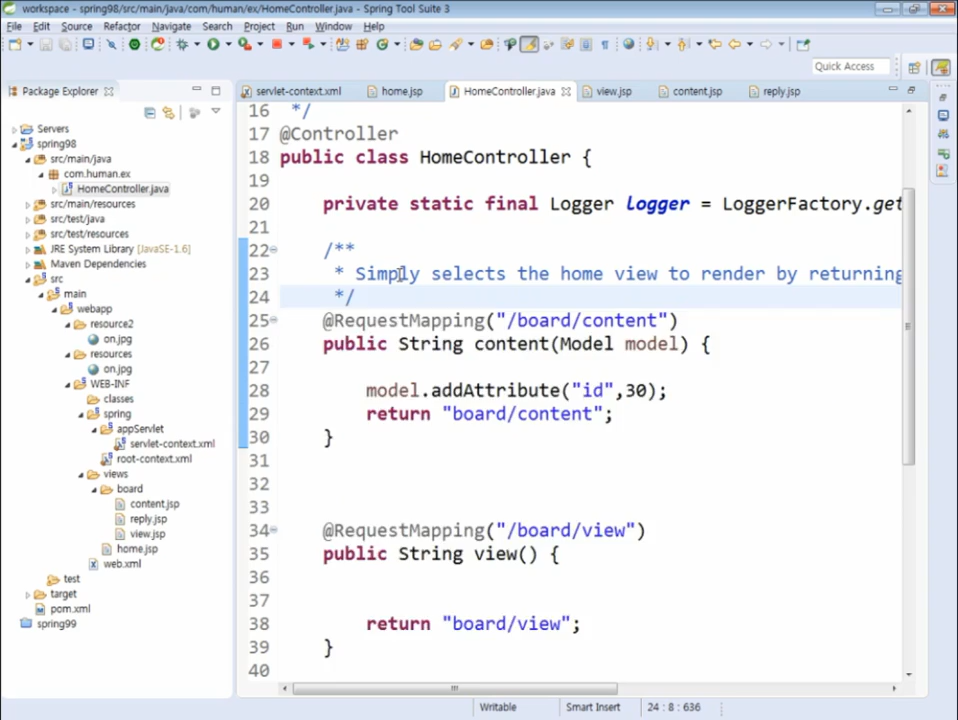 workspace - spring98/src/main/java/com/human/ex/HomeController.java - Spring Tool Suite 3
File Edit Source Refactor Navigate Search Project Run Window Help
Quick Access
Package Explorer
servlet-context.xml home.jsp HomeController.java view.jsp content.jsp reply.jsp
Servers
spring98
src/main/java
com.human.ex
HomeController.java
src/main/resources
src/test/java
src/test/resources
JRE System Library [JavaSE-1.6]
Maven Dependencies
src
main
webapp
resource2
on.jpg
resources
on.jpg
WEB-INF
classes
spring
appServlet
servlet-context.xml
root-context.xml
views
board
content.jsp
reply.jsp
view.jsp
home.jsp
web.xml
test
target
pom.xml
spring99
16 */
17 @Controller
18 public class HomeController {
19
20 private static final Logger logger = LoggerFactory.get
21
22 /**
23 * Simply selects the home view to render by returning
24 */
25 @RequestMapping("/board/content")
26 public String content(Model model) {
27
28 model.addAttribute("id",30);
29 return "board/content";
30 }
31
32
33
34 @RequestMapping("/board/view")
35 public String view() {
36
37
38 return "board/view";
39 }
40
Writable Smart Insert 24 : 8 : 636